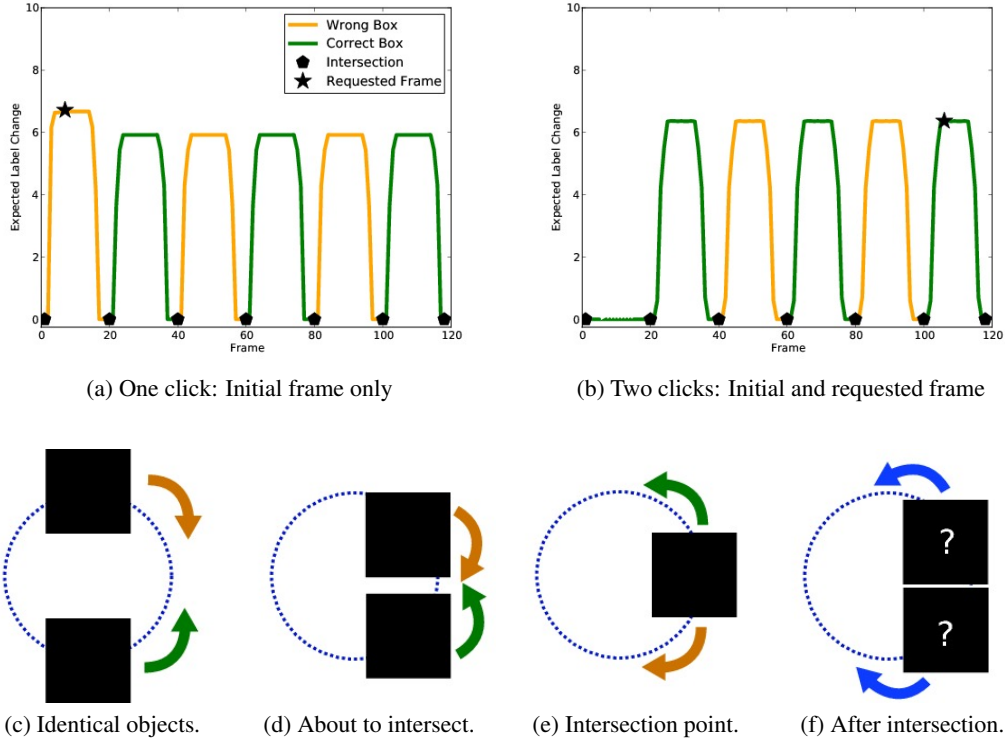 10
8
6
4
2
0
Expected Label Change
0 20 40 60 80 100 120
Frame
Wrong Box
Correct Box
Intersection
Requested Frame
(a) One click: Initial frame only
10
8
6
4
2
0
Expected Label Change
0 20 40 60 80 100 120
Frame
(b) Two clicks: Initial and requested frame
?
?
(c) Identical objects. (d) About to intersect. (e) Intersection point. (f) After intersection.